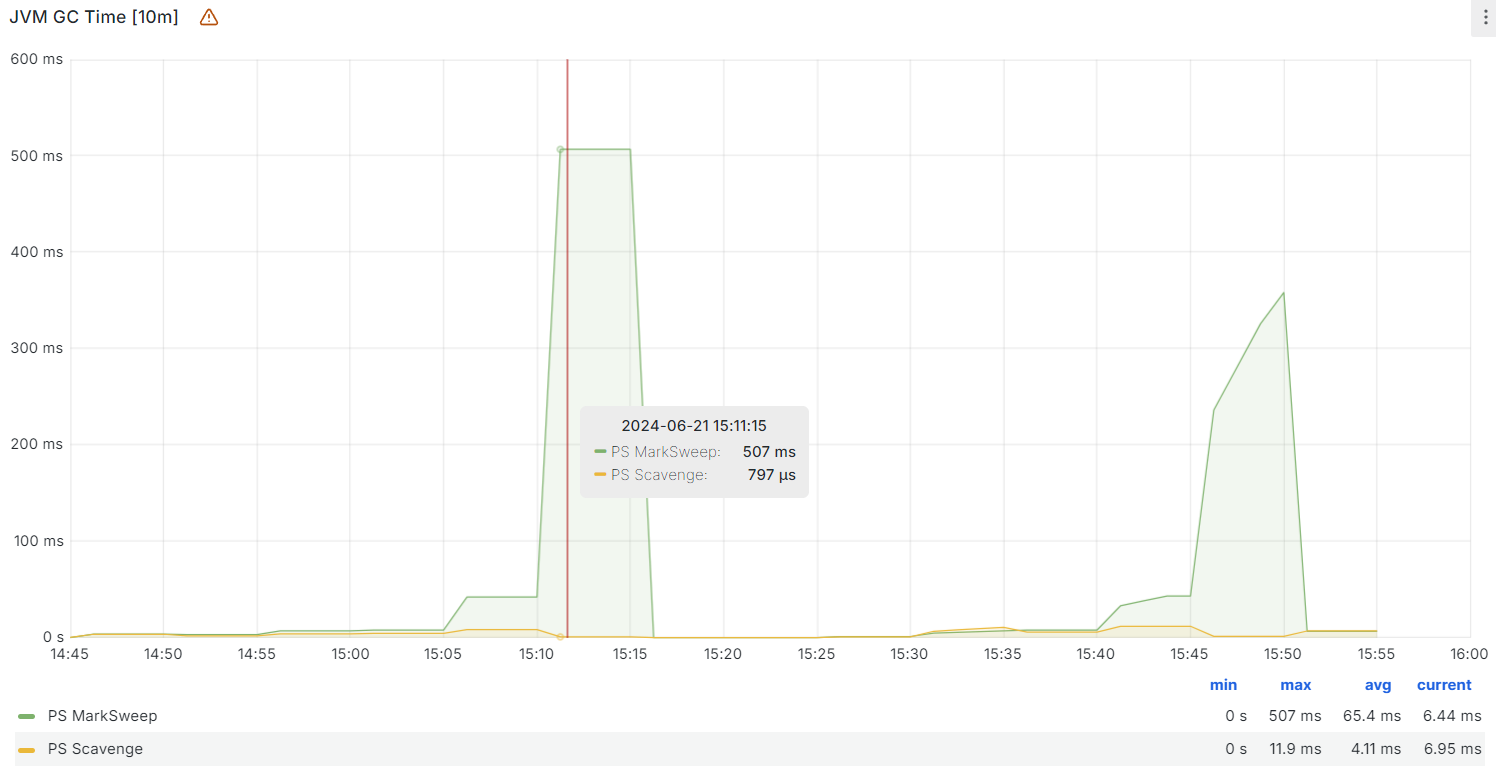 JVM GC Time [10m]
600 ms
500 ms
400 ms
300 ms
200 ms
100 ms
0 s
2024-06-21 15:11:15
PS MarkSweep: 507 ms
PS Scavenge: 797 µs
14:45 14:50 14:55 15:00 15:05 15:10 15:15 15:20 15:25 15:30 15:35 15:40 15:45 15:50 15:55 16:00
min max avg current
PS MarkSweep 0 s 507 ms 65.4 ms 6.44 ms
PS Scavenge 0 s 11.9 ms 4.11 ms 6.95 ms